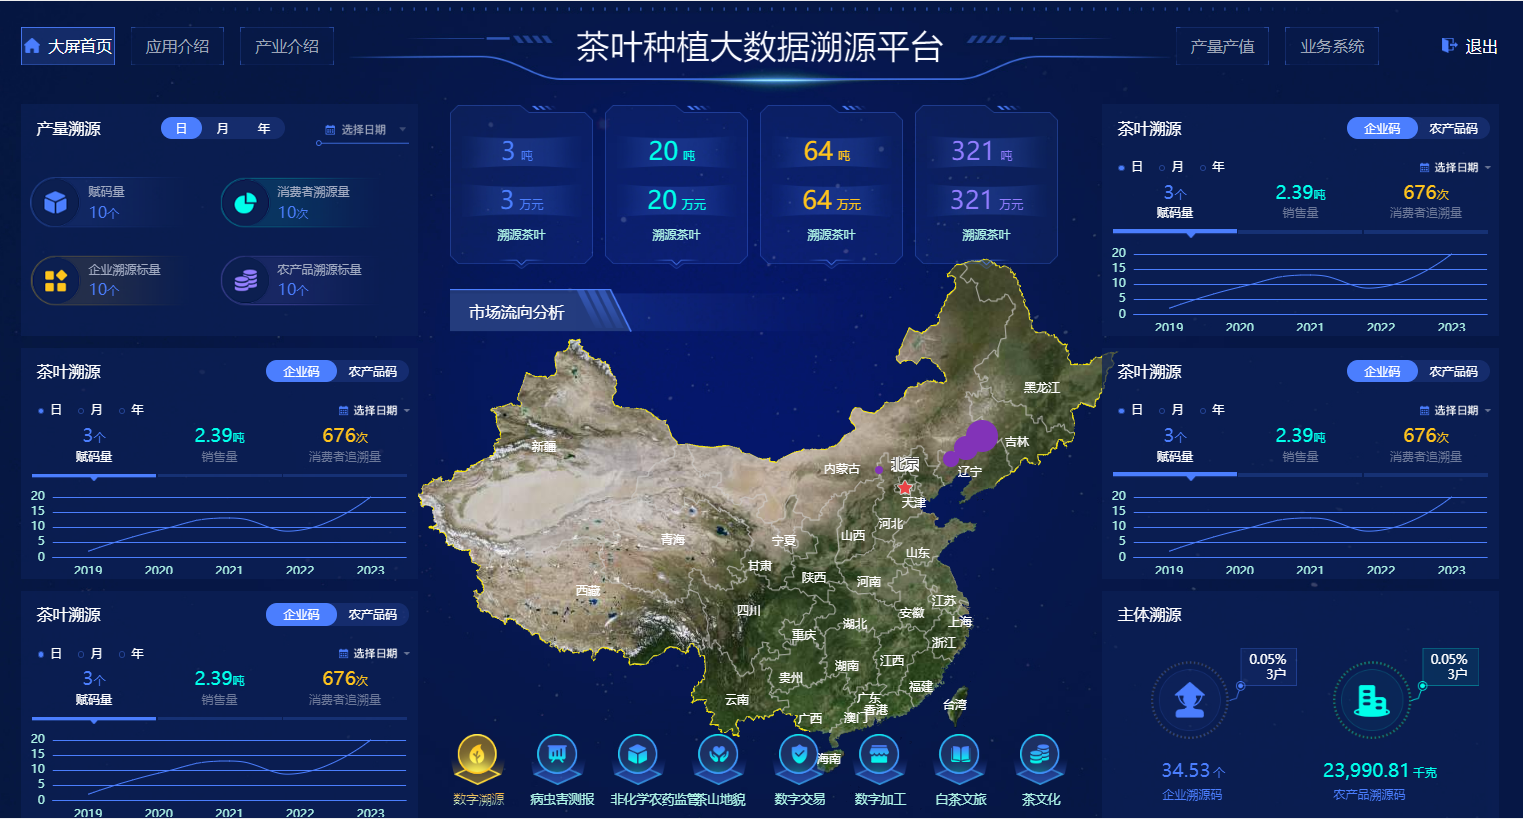 大屏首页
应用介绍
产业介绍
茶叶种植大数据溯源平台
产量产值
业务系统
退出
产量溯源
日 月 年
选择日期
赋码量
10个
消费者溯源量
10次
企业溯源标量
10个
农产品溯源标量
10个
3 吨
3 万元
溯源茶叶
20 吨
20 万元
溯源茶叶
64 吨
64 万元
溯源茶叶
321 吨
321 万元
溯源茶叶
市场流向分析
黑龙江
吉林
辽宁
新疆
内蒙古
北京
天津
河北
山西
山东
青海
宁夏
甘肃
陕西
河南
西藏
四川
江苏
安徽
上海
湖北
重庆
浙江
江西
湖南
贵州
福建
云南
广东
香港
台湾
广西
澳门
海南
数字溯源
病虫害测报
非化学农药监管
茶山地貌
数字交易
数字加工
白茶文旅
茶文化
茶叶溯源
企业码 农产品码
日 月 年
选择日期
3个
赋码量
2.39吨
销售量
676次
消费者追溯量
20
15
10
5
0
2019 2020 2021 2022 2023
茶叶溯源
企业码 农产品码
日 月 年
选择日期
3个
赋码量
2.39吨
销售量
676次
消费者追溯量
20
15
10
5
0
2019 2020 2021 2022 2023
茶叶溯源
企业码 农产品码
日 月 年
选择日期
3个
赋码量
2.39吨
销售量
676次
消费者追溯量
20
15
10
5
0
2019 2020 2021 2022 2023
茶叶溯源
企业码 农产品码
日 月 年
选择日期
3个
赋码量
2.39吨
销售量
676次
消费者追溯量
20
15
10
5
0
2019 2020 2021 2022 2023
主体溯源
0.05%
3户
34.53 个
企业溯源码
0.05%
3户
23,990.81 千克
农产品溯源码